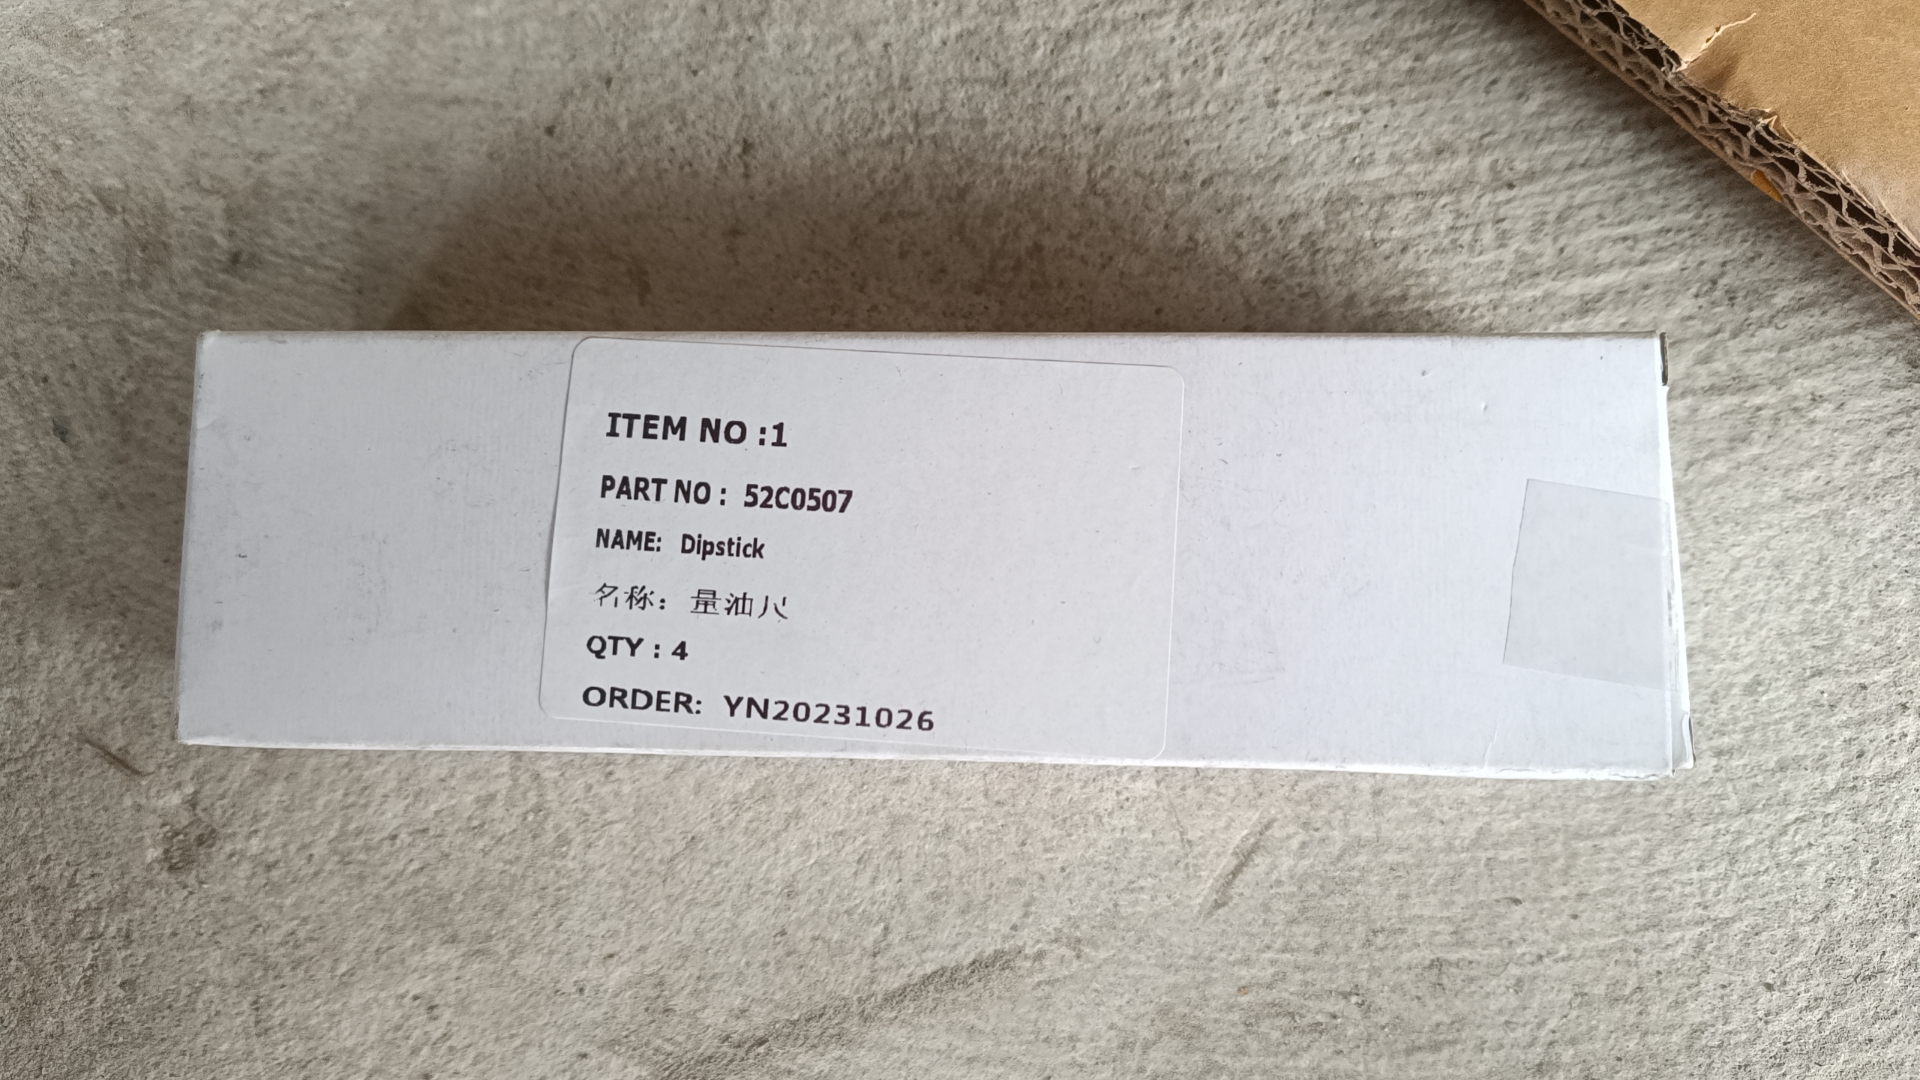 ITEM NO :1
PART NO : 52C0507
NAME: Dipstick
名称：量油尺
QTY : 4
ORDER: YN20231026